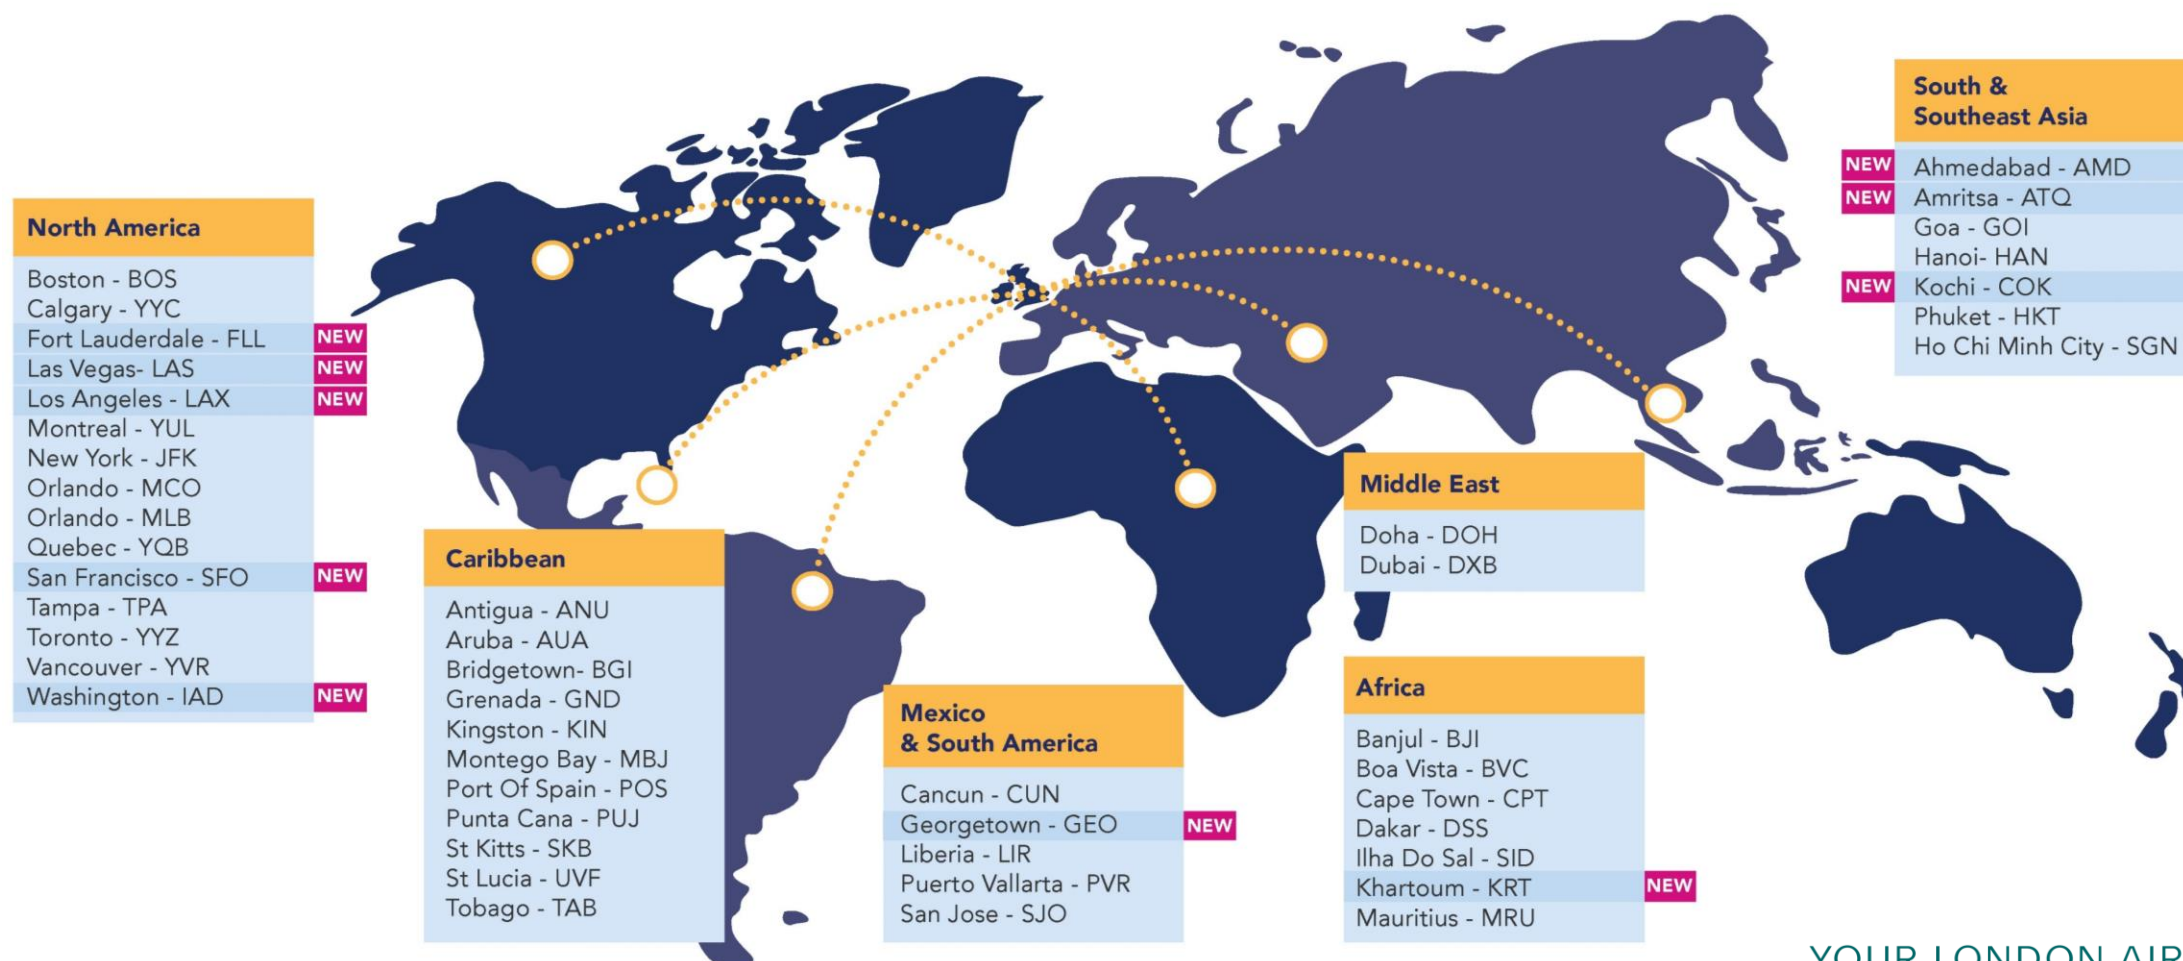 North America
Boston - BOS
Calgary - YYC
Fort Lauderdale - FLL NEW
Las Vegas- LAS NEW
Los Angeles - LAX NEW
Montreal - YUL
New York - JFK
Orlando - MCO
Orlando - MLB
Quebec - YQB
San Francisco - SFO NEW
Tampa - TPA
Toronto - YYZ
Vancouver - YVR
Washington - IAD NEW
Caribbean
Antigua - ANU
Aruba - AUA
Bridgetown- BGI
Grenada - GND
Kingston - KIN
Montego Bay - MBJ
Port Of Spain - POS
Punta Cana - PUJ
St Kitts - SKB
St Lucia - UVF
Tobago - TAB
Mexico
& South America
Cancun - CUN
Georgetown - GEO NEW
Liberia - LIR
Puerto Vallarta - PVR
San Jose - SJO
Middle East
Doha - DOH
Dubai - DXB
Africa
Banjul - BJI
Boa Vista - BVC
Cape Town - CPT
Dakar - DSS
Ilha Do Sal - SID
Khartoum - KRT NEW
Mauritius - MRU
South &
Southeast Asia
NEW Ahmedabad - AMD
NEW Amritsa - ATQ
Goa - GOI
Hanoi- HAN
NEW Kochi - COK
Phuket - HKT
Ho Chi Minh City - SGN
YOUR LONDON AIR